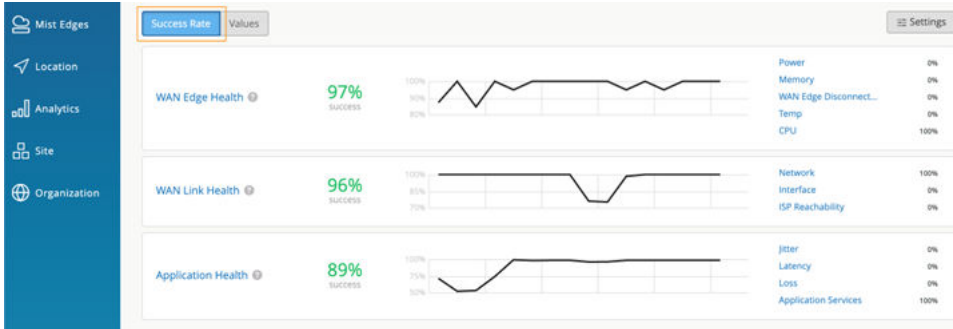 Mist Edges
Location
Analytics
Site
Organization
Success Rate Values
Settings
WAN Edge Health ?
97%
success
100%
90%
80%
Power 0%
Memory 0%
WAN Edge Disconnect... 0%
Temp 0%
CPU 100%
WAN Link Health ?
96%
success
100%
85%
70%
Network 100%
Interface 0%
ISP Reachability 0%
Application Health ?
89%
success
100%
75%
50%
Jitter 0%
Latency 0%
Loss 0%
Application Services 100%